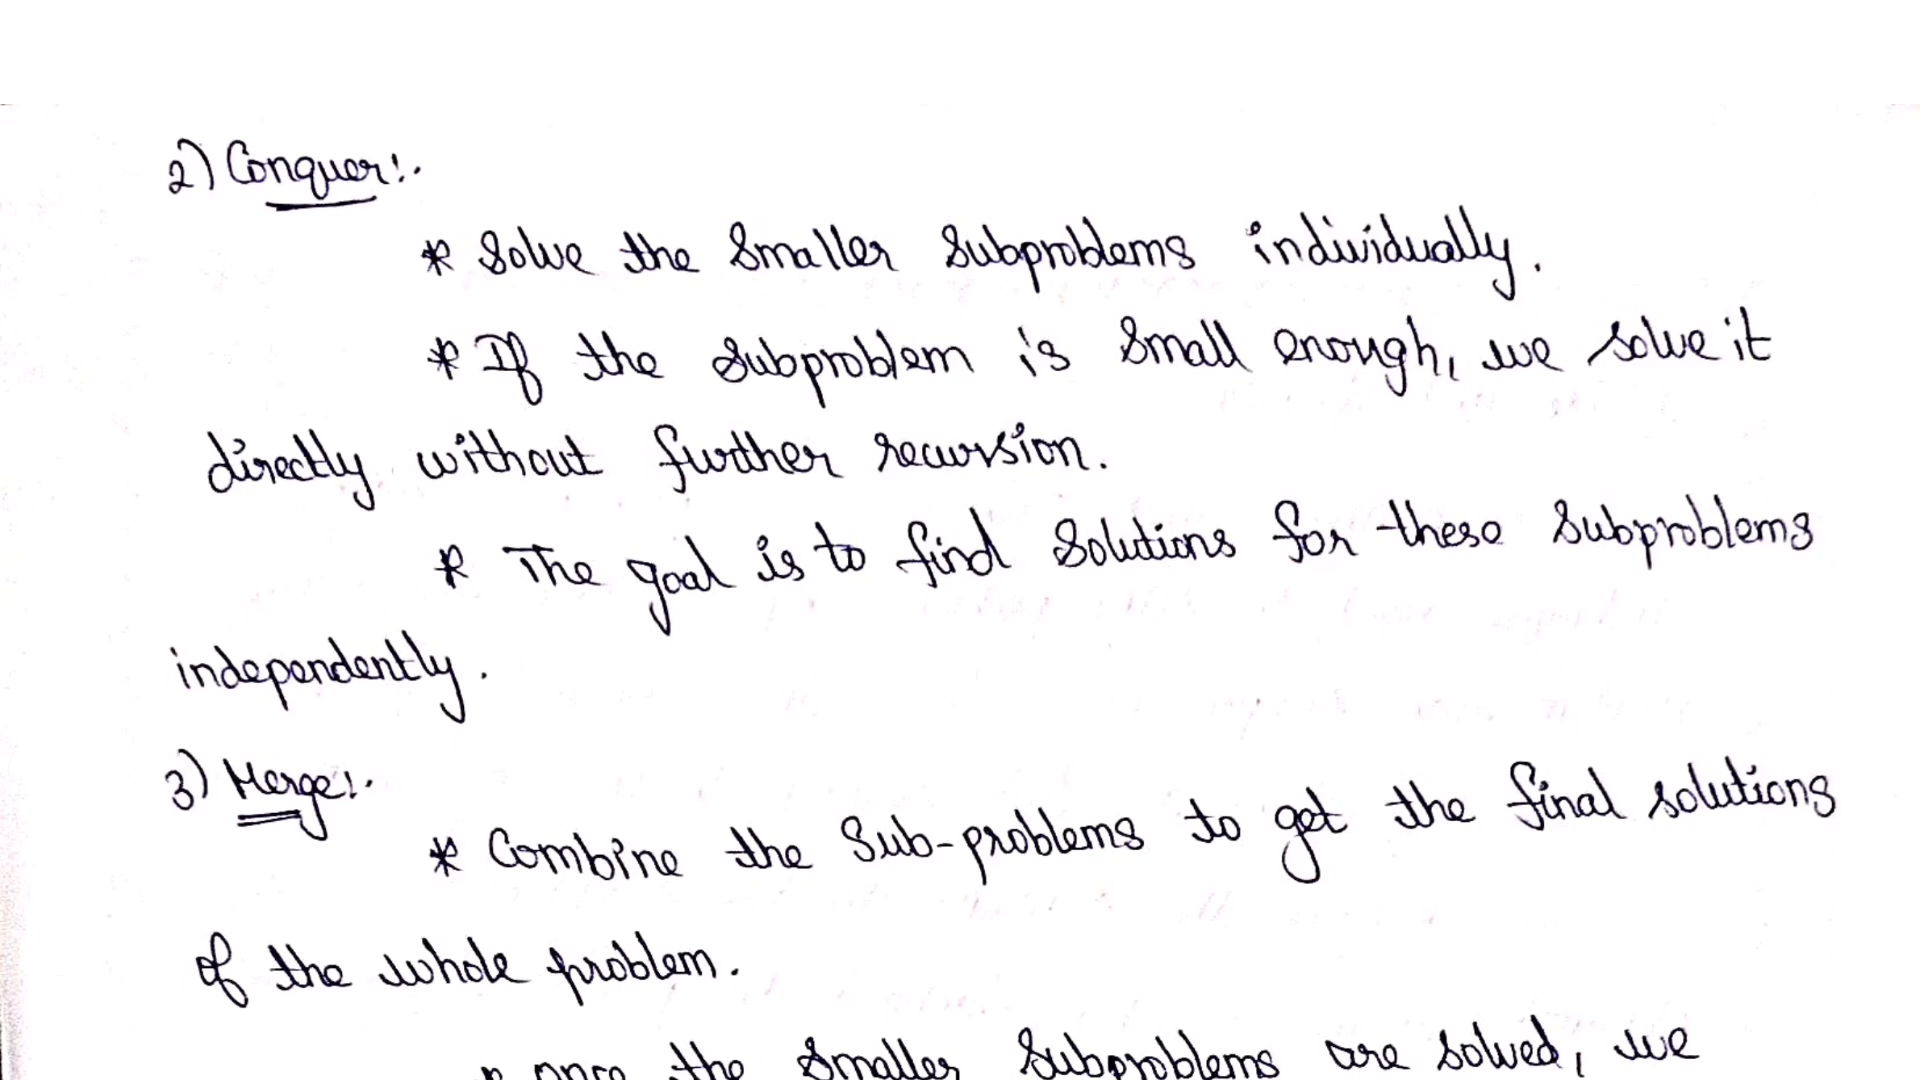 2) Conquer:-
* Solve the smaller subproblems individually.
* If the subproblem is small enough, we solve it
directly without further recursion.
* The goal is to find solutions for these subproblems
independently.
3) Merge:-
* Combine the sub-problems to get the final solutions
of the whole problem.
* once the smaller subproblems are solved, we